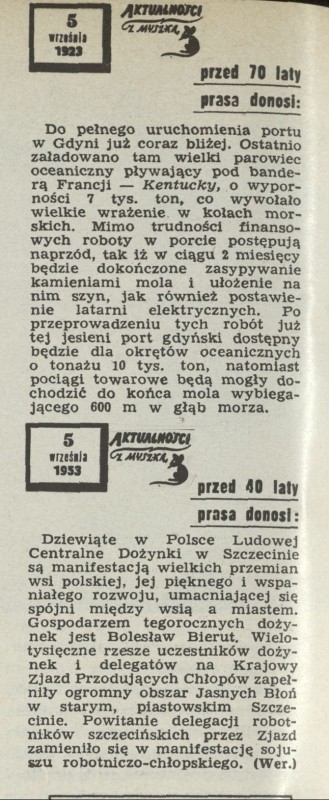 5
września
1923
AKTUALNOŚCI
Z MUSZKĄ
przed 70 laty
prasa donosi:
Do pełnego uruchomienia portu
w Gdyni już coraz bliżej. Ostatnio
załadowano tam wielki parowiec
oceaniczny pływający pod bande-
rą Francji — Kentucky, o wypor-
ności 7 tys. ton, co wywołało
wielkie wrażenie w kołach mor-
skich. Mimo trudności finanso-
wych roboty w porcie postępują
naprzód, tak iż w ciągu 2 miesięcy
będzie dokończone zasypywanie
kamieniami mola i ułożenie na
nim szyn, jak również postawie-
nie latarni elektrycznych. Po
przeprowadzeniu tych robót już
tej jesieni port gdyński dostępny
będzie dla okrętów oceanicznych
o tonażu 10 tys. ton, natomiast
pociągi towarowe będą mogły do-
chodzić do końca mola wybiega-
jącego 600 m w głąb morza.
5
września
1953
AKTUALNOŚCI
Z MUSZKĄ
przed 40 laty
prasa donosi:
Dziewiąte w Polsce Ludowej
Centralne Dożynki w Szczecinie
są manifestacją wielkich przemian
wsi polskiej, jej pięknego i wspa-
niałego rozwoju, umacniającej się
spójni między wsią a miastem.
Gospodarzem tegorocznych doży-
nek jest Bolesław Bierut. Wielo-
tysięczne rzesze uczestników doży-
nek i delegatów na Krajowy
Zjazd Przodujących Chłopów zapeł-
niły ogromny obszar Jasnych Błoń
w starym, piastowskim Szcze-
cinie. Powitanie delegacji robot-
ników szczecińskich przez Zjazd
zamieniło się w manifestację soju-
szu robotniczo-chłopskiego. (Wer.)